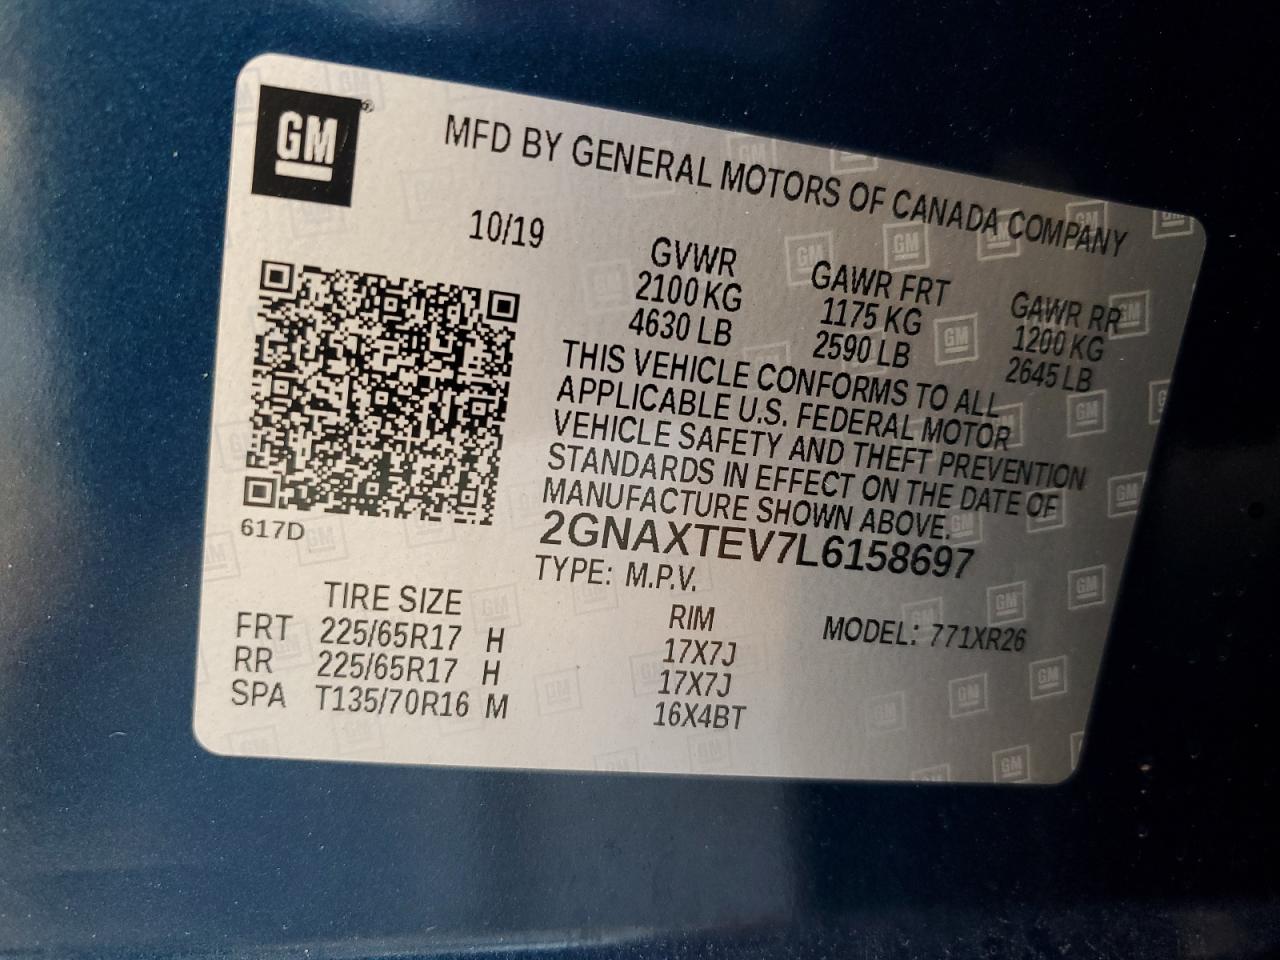 GM
MFD BY GENERAL MOTORS OF CANADA COMPANY
10/19
GVWR GAWR FRT GAWR RR
2100 KG 1175 KG 1200 KG
4630 LB 2590 LB 2645 LB
THIS VEHICLE CONFORMS TO ALL
APPLICABLE U.S. FEDERAL MOTOR
VEHICLE SAFETY AND THEFT PREVENTION
STANDARDS IN EFFECT ON THE DATE OF
MANUFACTURE SHOWN ABOVE.
617D
2GNAXTEV7L6158697
TYPE: M.P.V.
TIRE SIZE RIM MODEL: 771XR26
FRT 225/65R17 H 17X7J
RR 225/65R17 H 17X7J
SPA T135/70R16 M 16X4BT